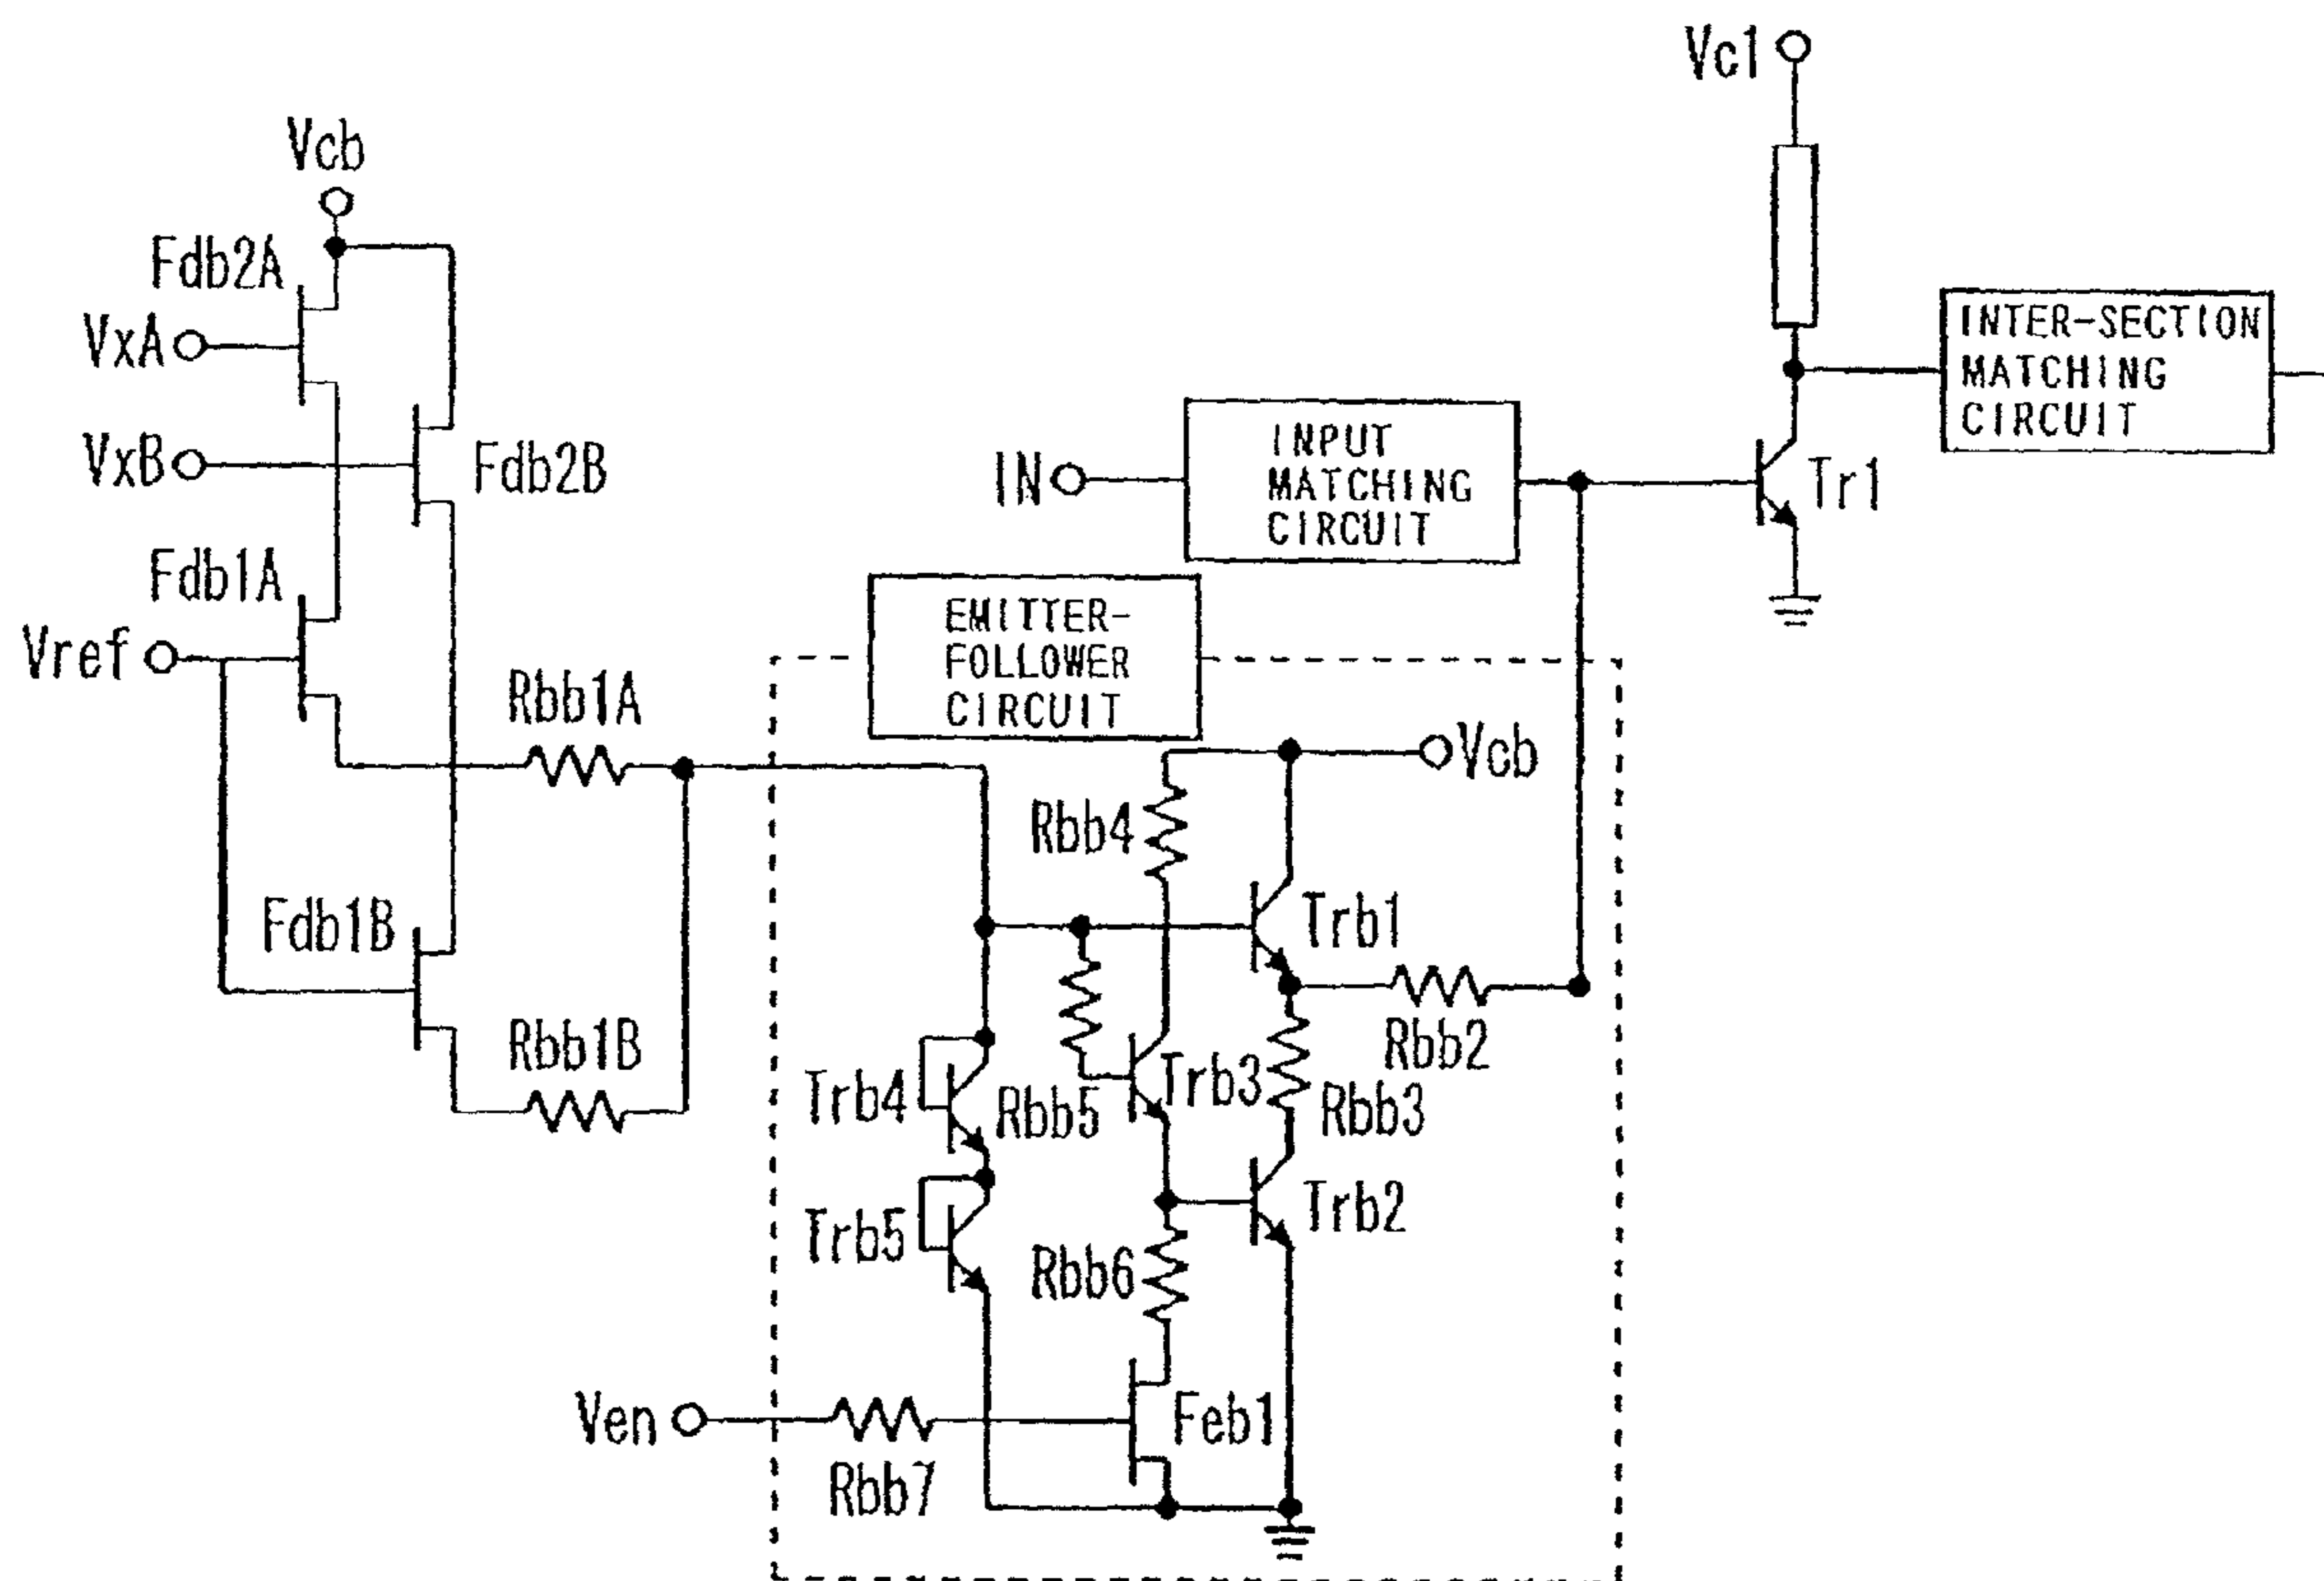 Vc1
Vcb
Fdb2A
VxA
VxB
Fdb2B
INTER-SECTION
MATCHING
CIRCUIT
IN
INPUT
MATCHING
CIRCUIT
Tr1
Fdb1A
Vref
EMITTER-
FOLLOWER
CIRCUIT
Rbb1A
Vcb
Rbb4
Fdb1B
Trb1
Rbb1B
Rbb2
Trb4
Rbb5
Trb3
Rbb3
Trb5
Trb2
Rbb6
Ven
Feb1
Rbb7